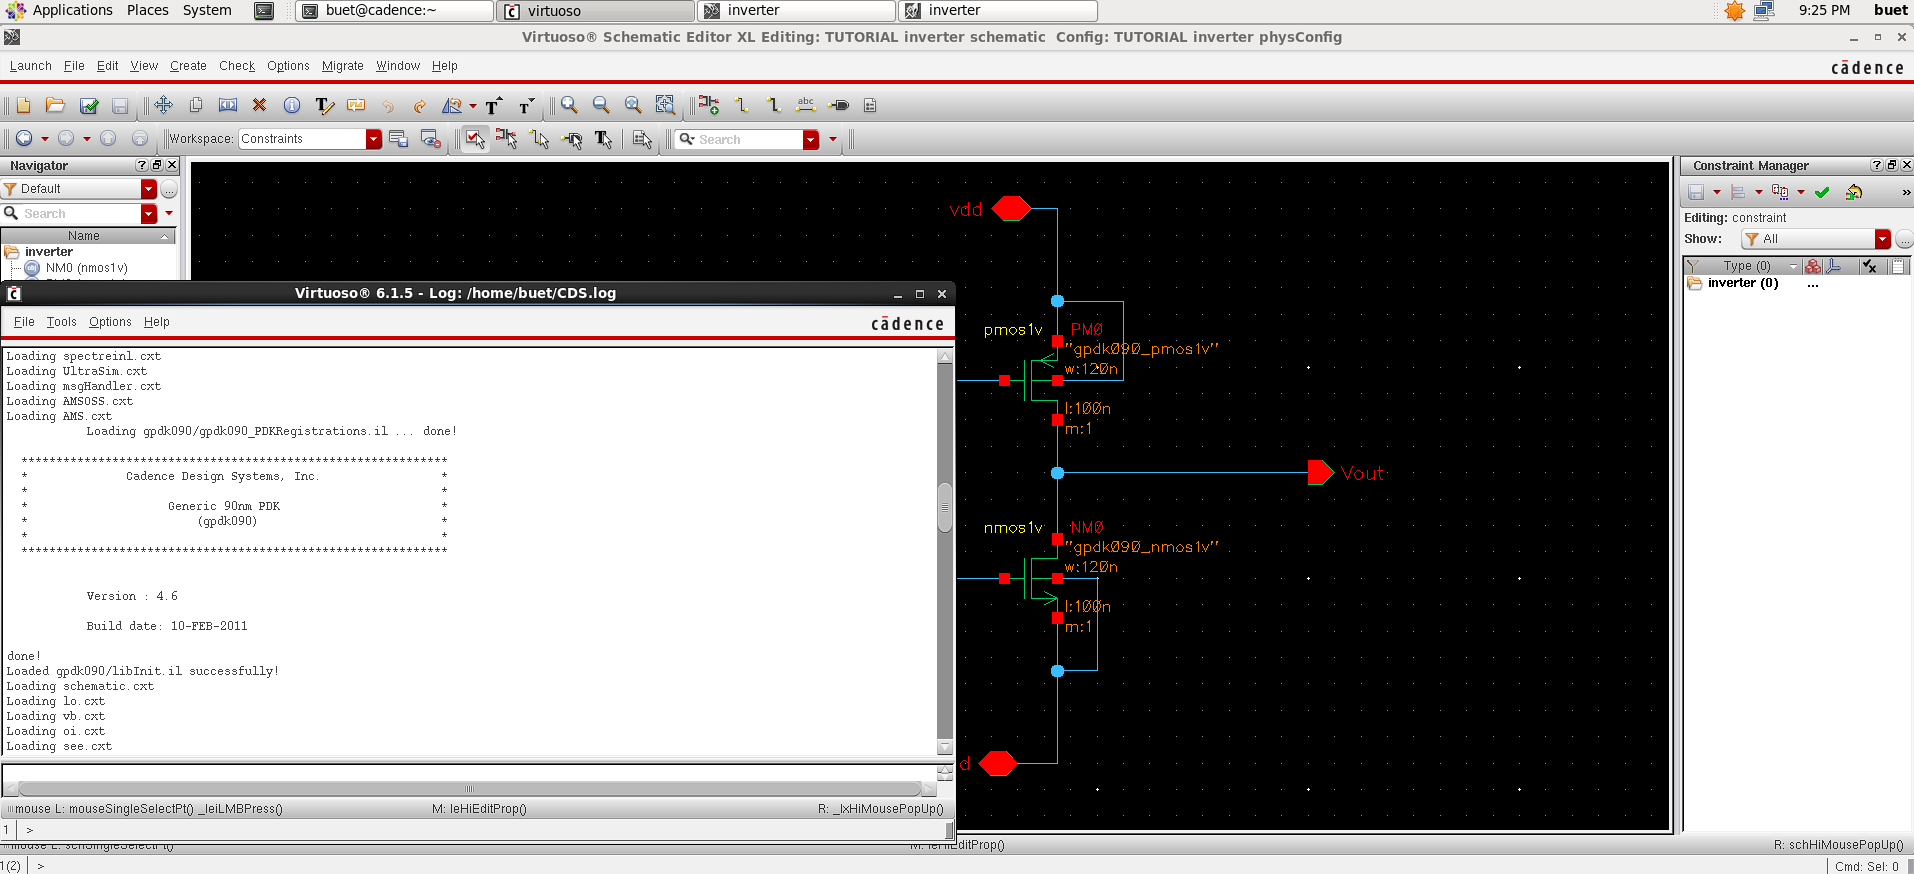 Applications Places System buet@cadence:~ virtuoso inverter inverter 9:25 PM buet
Virtuoso® Schematic Editor XL Editing: TUTORIAL inverter schematic Config: TUTORIAL inverter physConfig
Launch File Edit View Create Check Options Migrate Window Help
cādence
abc
Workspace: Constraints
Search
Navigator
Default
Search
Name
inverter
NM0 (nmos1v)
Constraint Manager
Editing: constraint
Show: All
Type (0)
inverter (0) ...
vdd
pmos1v PM0
"gpdk090_pmos1v"
w:120n
l:100n
m:1
Vout
nmos1v NM0
"gpdk090_nmos1v"
w:120n
l:100n
m:1
d
Virtuoso® 6.1.5 - Log: /home/buet/CDS.log
File Tools Options Help
cādence
Loading spectreinl.cxt
Loading UltraSim.cxt
Loading msgHandler.cxt
Loading AMSOSS.cxt
Loading AMS.cxt
Loading gpdk090/gpdk090_PDKRegistrations.il ... done!
*************************************************************
* Cadence Design Systems, Inc. *
* *
* Generic 90nm PDK *
* (gpdk090) *
* *
*************************************************************
Version : 4.6
Build date: 10-FEB-2011
done!
Loaded gpdk090/libInit.il successfully!
Loading schematic.cxt
Loading lo.cxt
Loading vb.cxt
Loading oi.cxt
Loading see.cxt
mouse L: mouseSingleSelectPt() _leiLMBPress() M: leHiEditProp() R: _lxHiMousePopUp()
1 >
mouse L: schSingleSelectPt() M: leHiEditProp() R: schHiMousePopUp()
1(2) > Cmd: Sel: 0